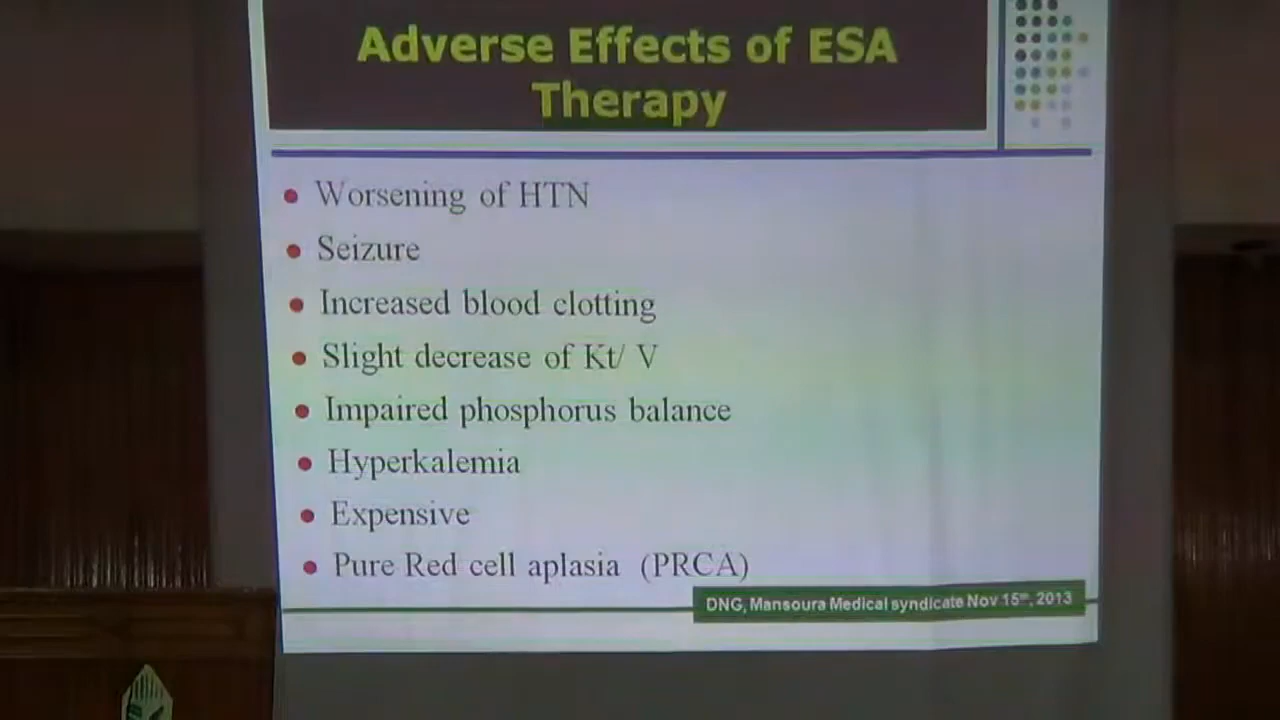 Adverse Effects of ESA
Therapy
Worsening of HTN
Seizure
Increased blood clotting
Slight decrease of Kt/ V
Impaired phosphorus balance
Hyperkalemia
Expensive
Pure Red cell aplasia (PRCA)
DNG, Mansoura Medical syndicate Nov 15th, 2013